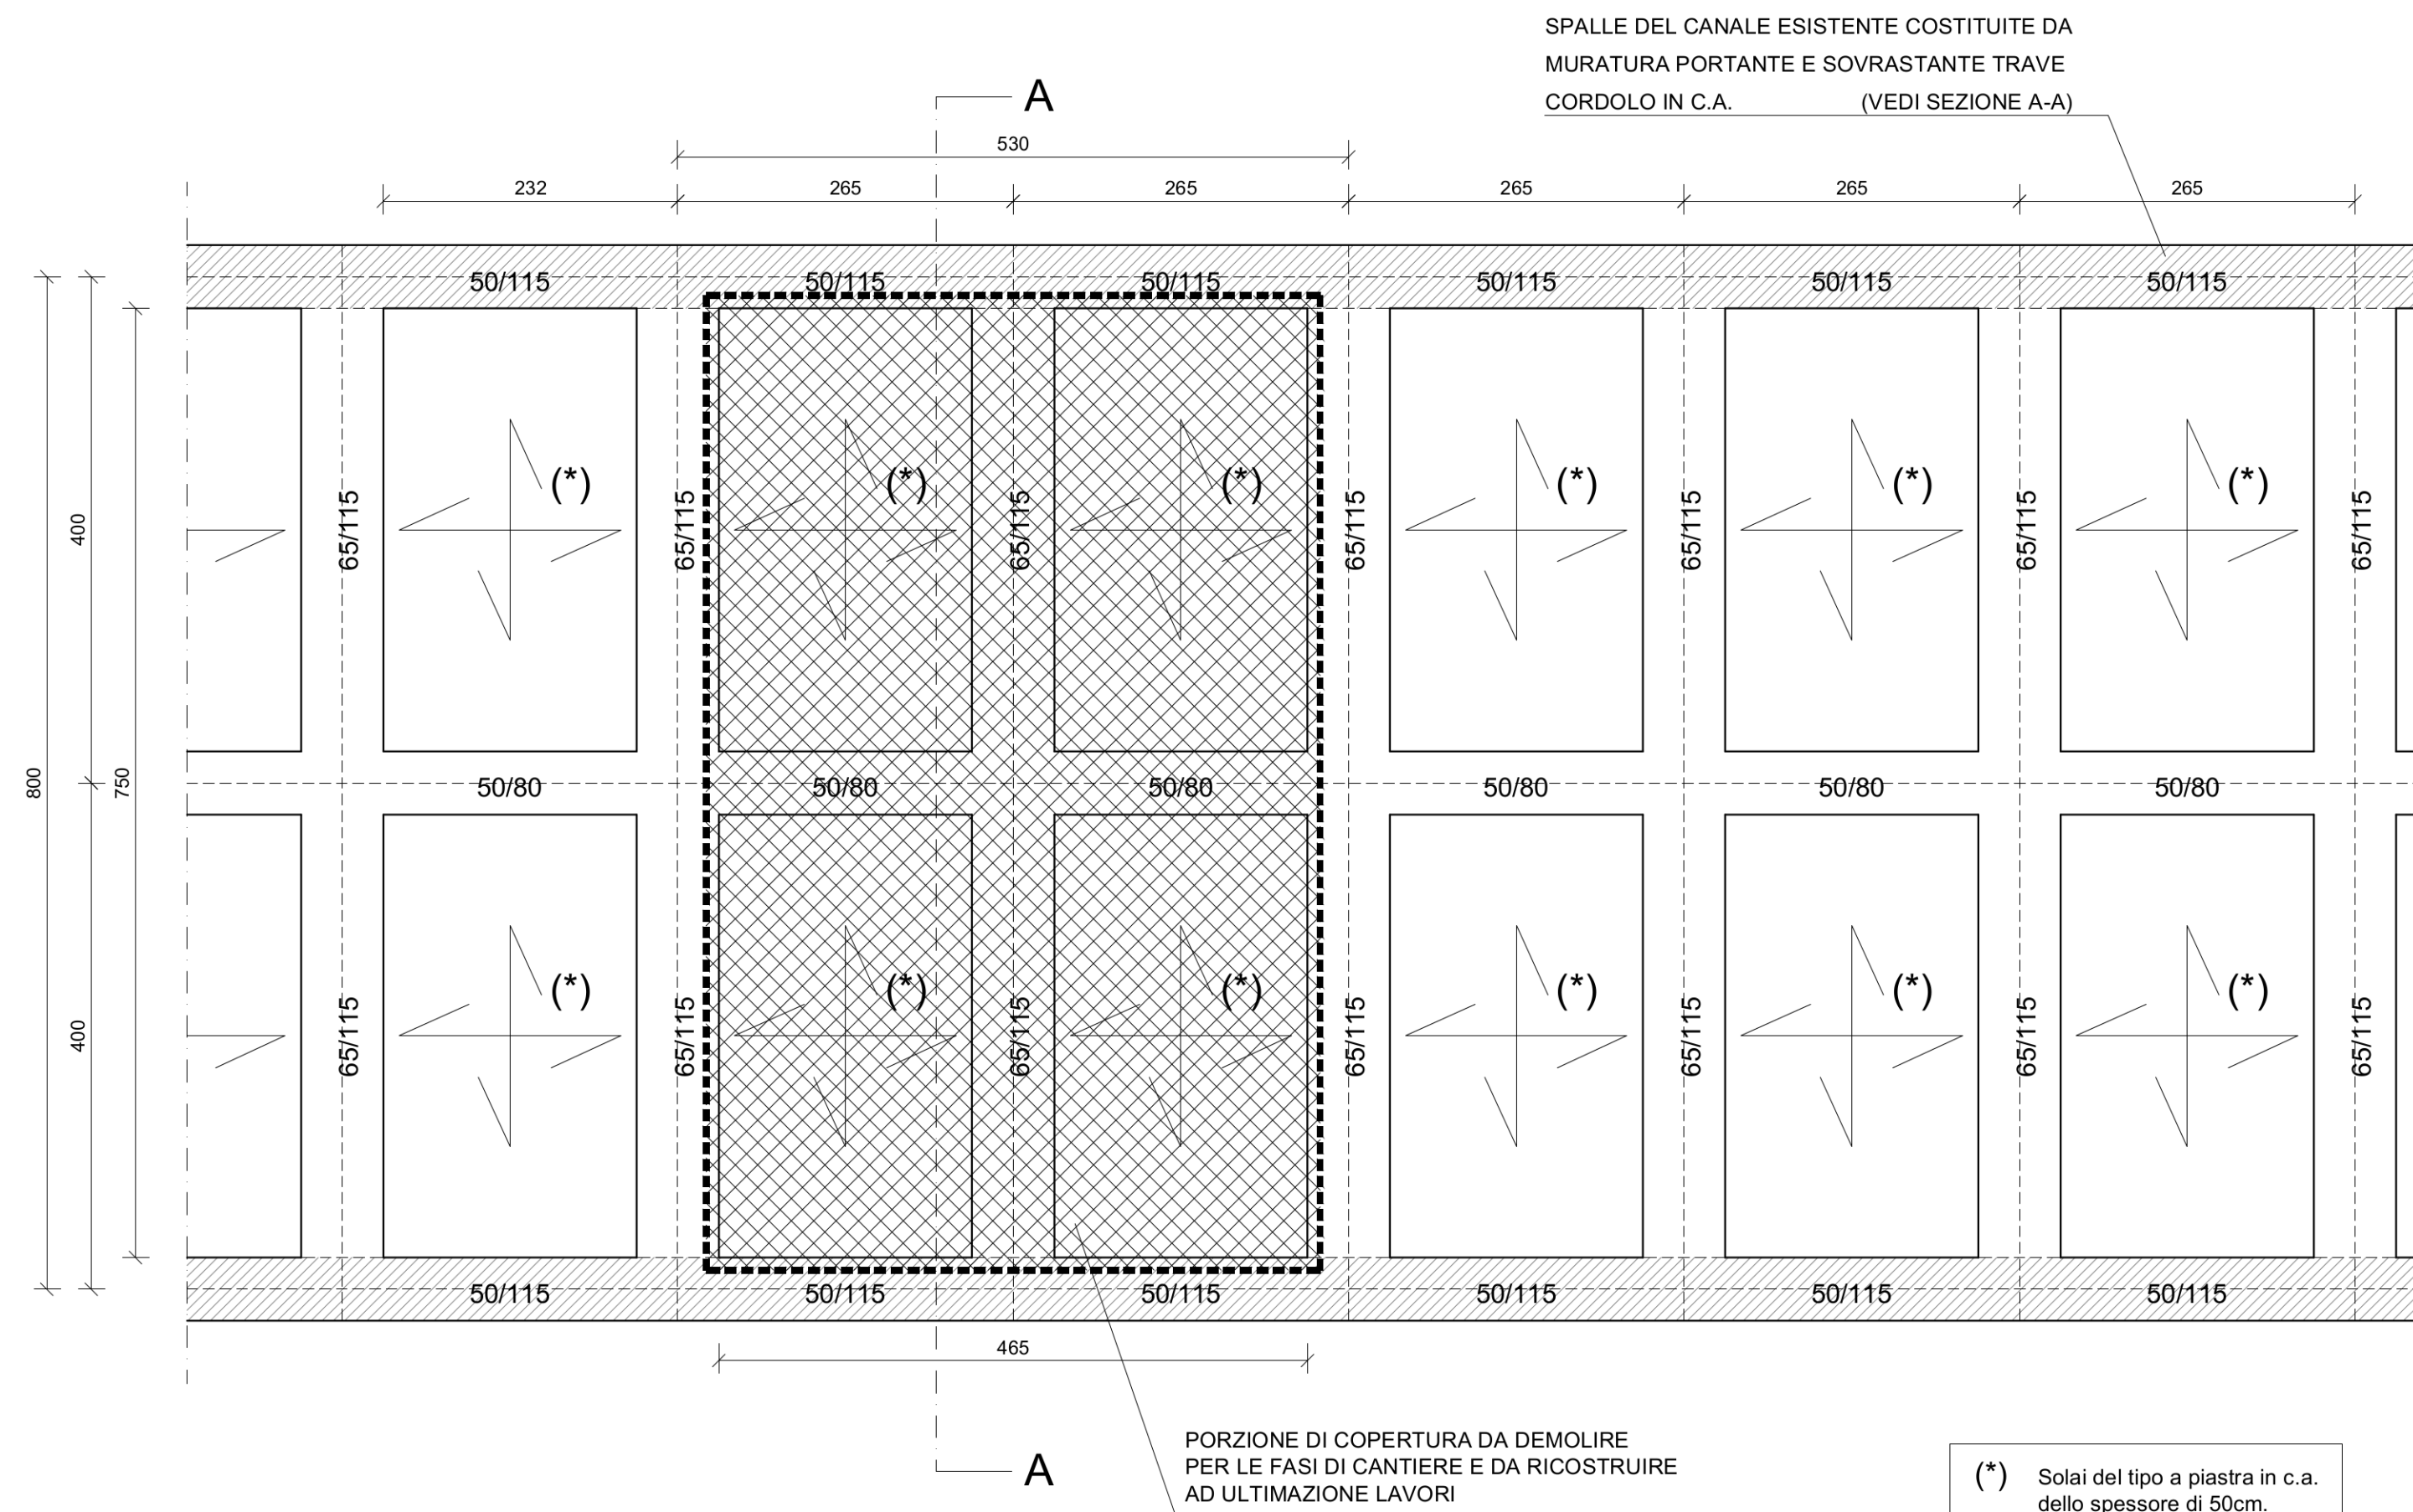 SPALLE DEL CANALE ESISTENTE COSTITUITE DA
MURATURA PORTANTE E SOVRASTANTE TRAVE
CORDOLO IN C.A. (VEDI SEZIONE A-A)
A
530
232 265 265 265 265 265
50/115 50/115 50/115 50/115 50/115 50/115
(*) (*) (*) (*) (*) (*)
65/115 65/115 65/115 65/115 65/115 65/115 65/115
400
800 750
50/80 50/80 50/80 50/80 50/80 50/80
(*) (*) (*) (*) (*) (*)
65/115 65/115 65/115 65/115 65/115 65/115 65/115
400
50/115 50/115 50/115 50/115 50/115 50/115
465
A
PORZIONE DI COPERTURA DA DEMOLIRE
PER LE FASI DI CANTIERE E DA RICOSTRUIRE
AD ULTIMAZIONE LAVORI
(*) Solai del tipo a piastra in c.a.
dello spessore di 50cm.